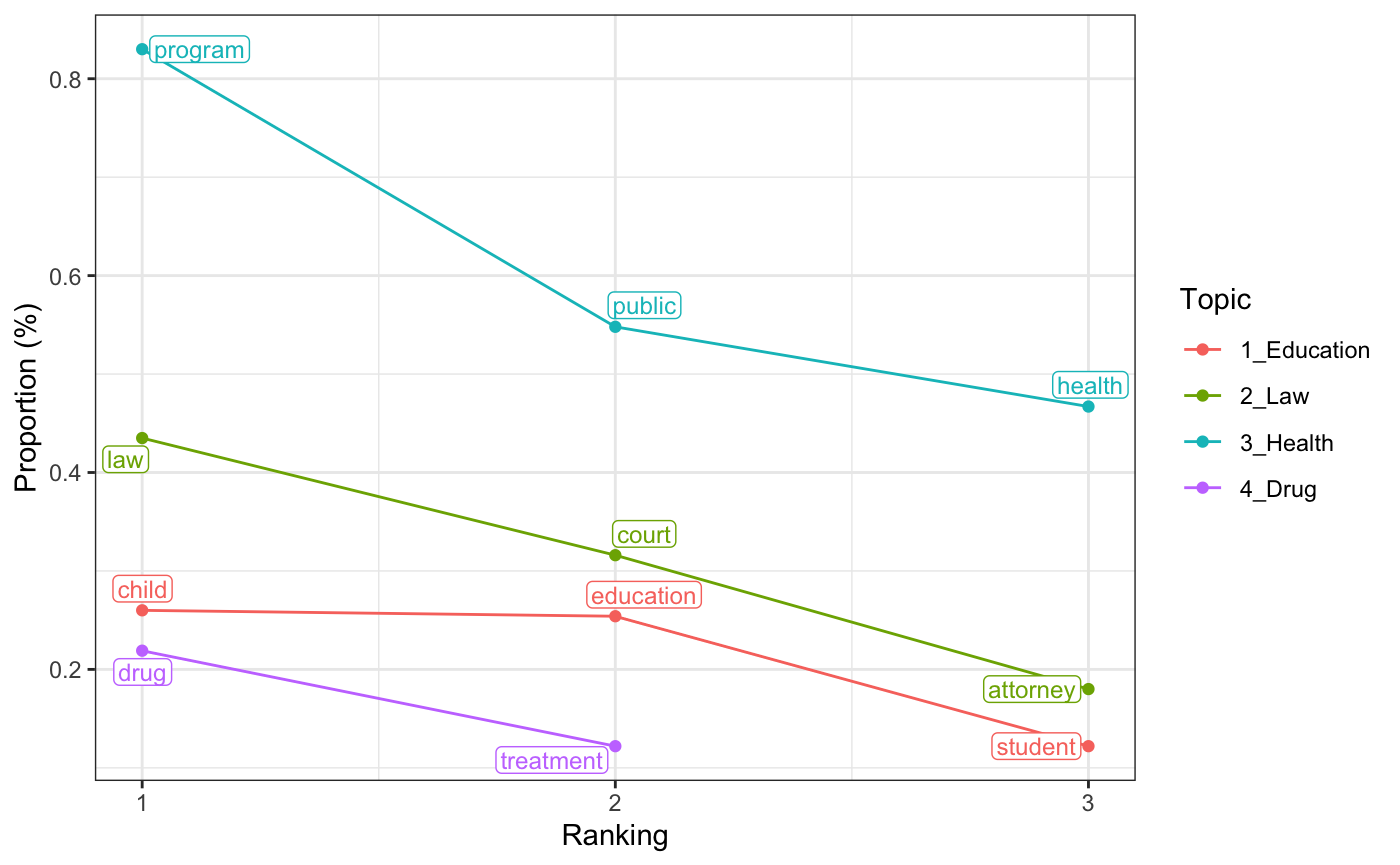 program
0.8
0.6
public
health
law
0.4
court
child
education
drug
0.2
attorney
treatment
student
1
2
3
Ranking
Proportion (%)
Topic
1_Education
2_Law
3_Health
4_Drug